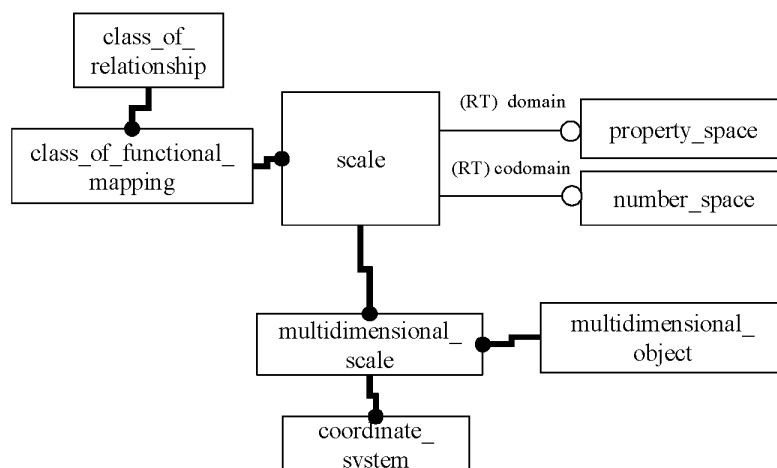 class_of_
relationship
class_of_functional_
mapping
scale
(RT) domain
property_space
(RT) codomain
number_space
multidimensional_
scale
multidimensional_
object
coordinate_
system